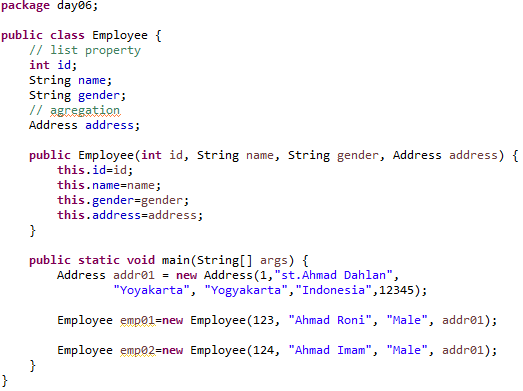 package day06;
public class Employee {
// list property
int id;
String name;
String gender;
// agregation
Address address;
public Employee(int id, String name, String gender, Address address) {
this.id=id;
this.name=name;
this.gender=gender;
this.address=address;
}
public static void main(String[] args) {
Address addr01 = new Address(1,"st.Ahmad Dahlan",
"Yoyakarta", "Yogyakarta","Indonesia",12345);
Employee emp01=new Employee(123, "Ahmad Roni", "Male", addr01);
Employee emp02=new Employee(124, "Ahmad Imam", "Male", addr01);
}
}